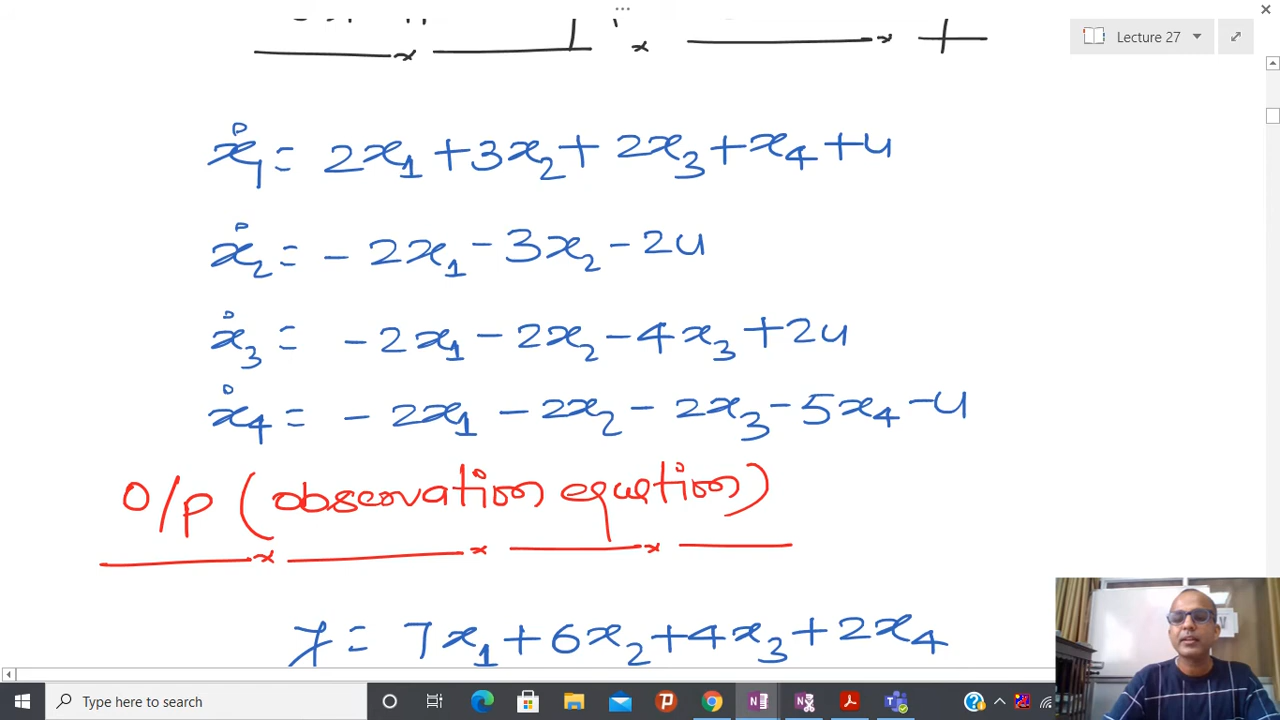 Lecture 27
ẋ₁ = 2x₁ + 3x₂ + 2x₃ + x₄ + u
ẋ₂ = - 2x₁ - 3x₂ - 2u
ẋ₃ = - 2x₁ - 2x₂ - 4x₃ + 2u
ẋ₄ = - 2x₁ - 2x₂ - 2x₃ - 5x₄ - u
O/P (observation equation)
y = 7x₁ + 6x₂ + 4x₃ + 2x₄
Type here to search